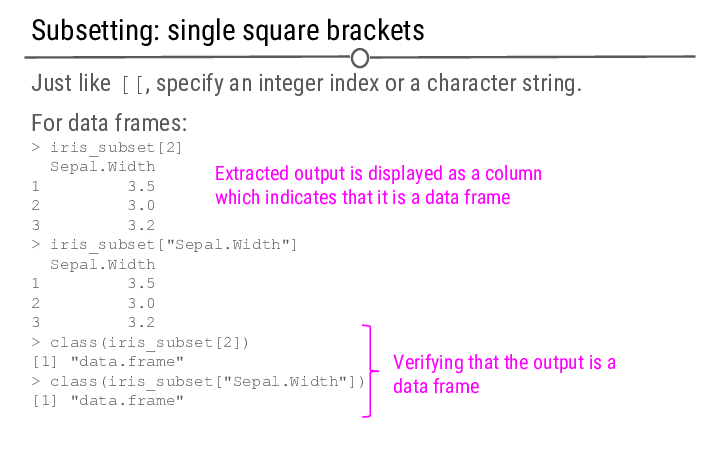 Subsetting: single square brackets
Just like [[, specify an integer index or a character string.
For data frames:
> iris_subset[2]
  Sepal.Width
1         3.5
2         3.0
3         3.2
Extracted output is displayed as a column
which indicates that it is a data frame
> iris_subset["Sepal.Width"]
  Sepal.Width
1         3.5
2         3.0
3         3.2
> class(iris_subset[2])
[1] "data.frame"
> class(iris_subset["Sepal.Width"])
[1] "data.frame"
Verifying that the output is a
data frame